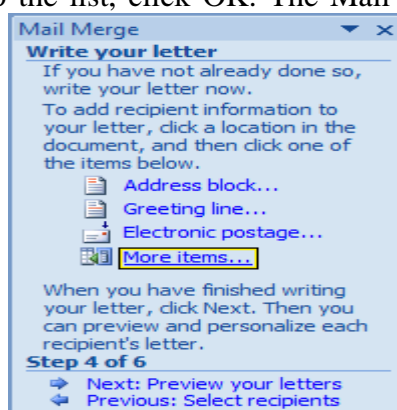 the list, click OK. The Mail
Mail Merge
Write your letter
If you have not already done so,
write your letter now.
To add recipient information to
your letter, click a location in the
document, and then click one of
the items below.
Address block...
Greeting line...
Electronic postage...
More items...
When you have finished writing
your letter, click Next. Then you
can preview and personalize each
recipient's letter.
Step 4 of 6
Next: Preview your letters
Previous: Select recipients